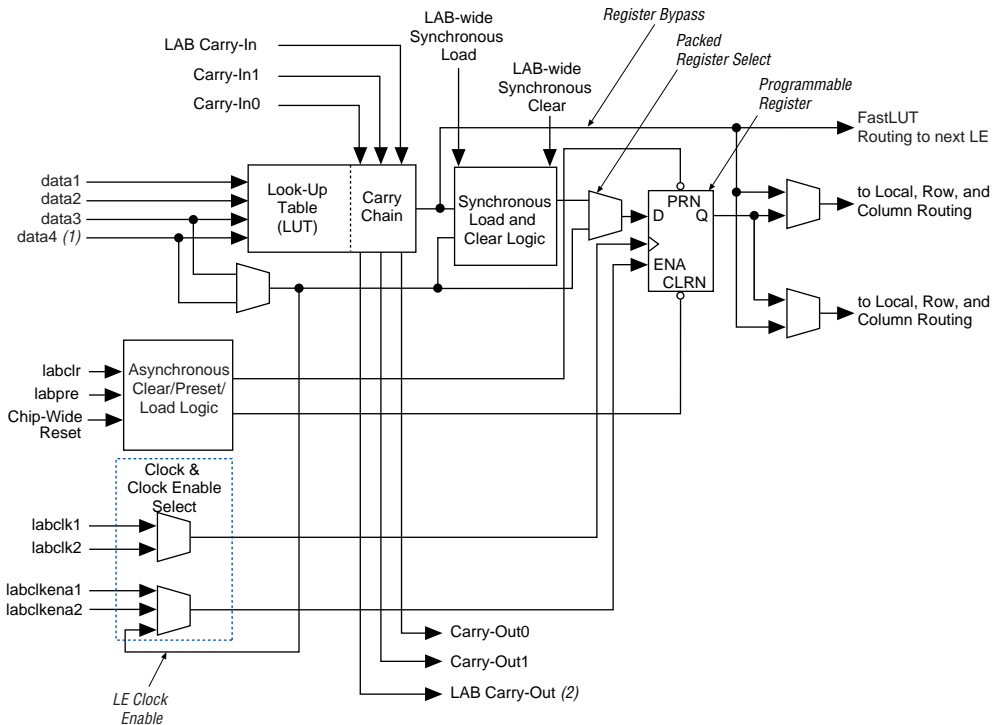 LAB Carry-In
Carry-In1
Carry-In0
LAB-wide
Synchronous
Load
LAB-wide
Synchronous
Clear
Register Bypass
Packed
Register Select
Programmable
Register
FastLUT
Routing to next LE
data1
data2
data3
data4 (1)
Look-Up
Table
(LUT)
Carry
Chain
Synchronous
Load and
Clear Logic
PRN
D
Q
ENA
CLRN
to Local, Row, and
Column Routing
to Local, Row, and
Column Routing
labclr
labpre
Chip-Wide
Reset
Asynchronous
Clear/Preset/
Load Logic
Clock &
Clock Enable
Select
labclk1
labclk2
labclkena1
labclkena2
LE Clock
Enable
Carry-Out0
Carry-Out1
LAB Carry-Out (2)